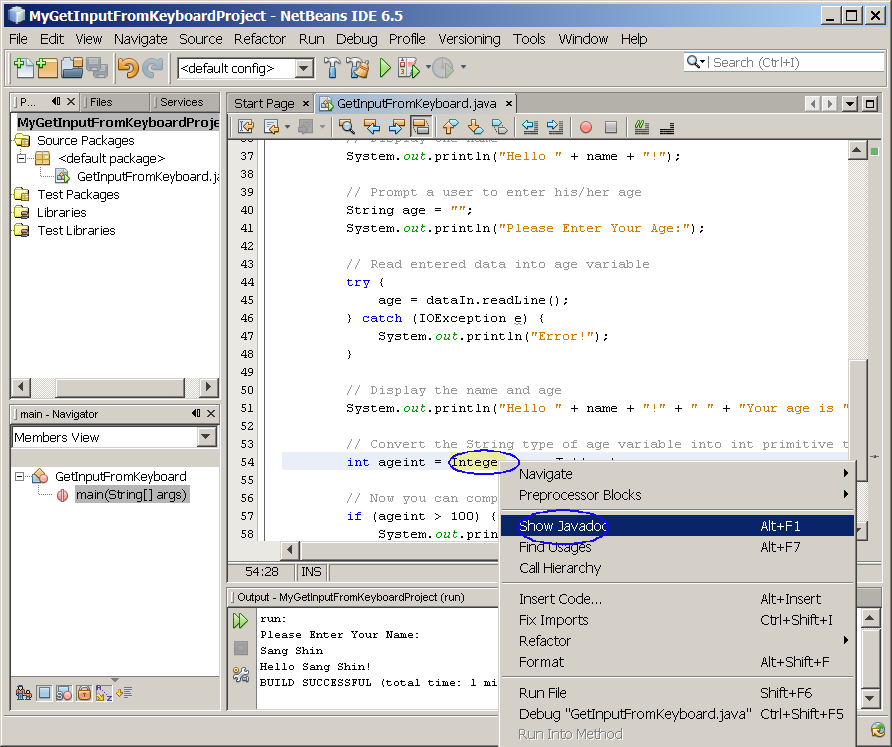 MyGetInputFromKeyboardProject - NetBeans IDE 6.5
File Edit View Navigate Source Refactor Run Debug Profile Versioning Tools Window Help
<default config>
Search (Ctrl+I)
P... Files Services
MyGetInputFromKeyboardProje
Source Packages
<default package>
GetInputFromKeyboard.ja
Test Packages
Libraries
Test Libraries
main - Navigator
Members View
GetInputFromKeyboard
main(String[] args)
Start Page GetInputFromKeyboard.java
36 // Display the name
37 System.out.println("Hello " + name + "!");
38
39 // Prompt a user to enter his/her age
40 String age = "";
41 System.out.println("Please Enter Your Age:");
42
43 // Read entered data into age variable
44 try {
45 age = dataIn.readLine();
46 } catch (IOException e) {
47 System.out.println("Error!");
48 }
49
50 // Display the name and age
51 System.out.println("Hello " + name + "!" + " " + "Your age is "
52
53 // Convert the String type of age variable into int primitive t
54 int ageint = Intege
55
56 // Now you can comp
57 if (ageint > 100) {
58 System.out.prin
54:28 INS
Output - MyGetInputFromKeyboardProject (run)
run:
Please Enter Your Name:
Sang Shin
Hello Sang Shin!
BUILD SUCCESSFUL (total time: 1 mi
Navigate
Preprocessor Blocks
Show Javadoc Alt+F1
Find Usages Alt+F7
Call Hierarchy
Insert Code... Alt+Insert
Fix Imports Ctrl+Shift+I
Refactor
Format Alt+Shift+F
Run File Shift+F6
Debug "GetInputFromKeyboard.java" Ctrl+Shift+F5
Run Into Method